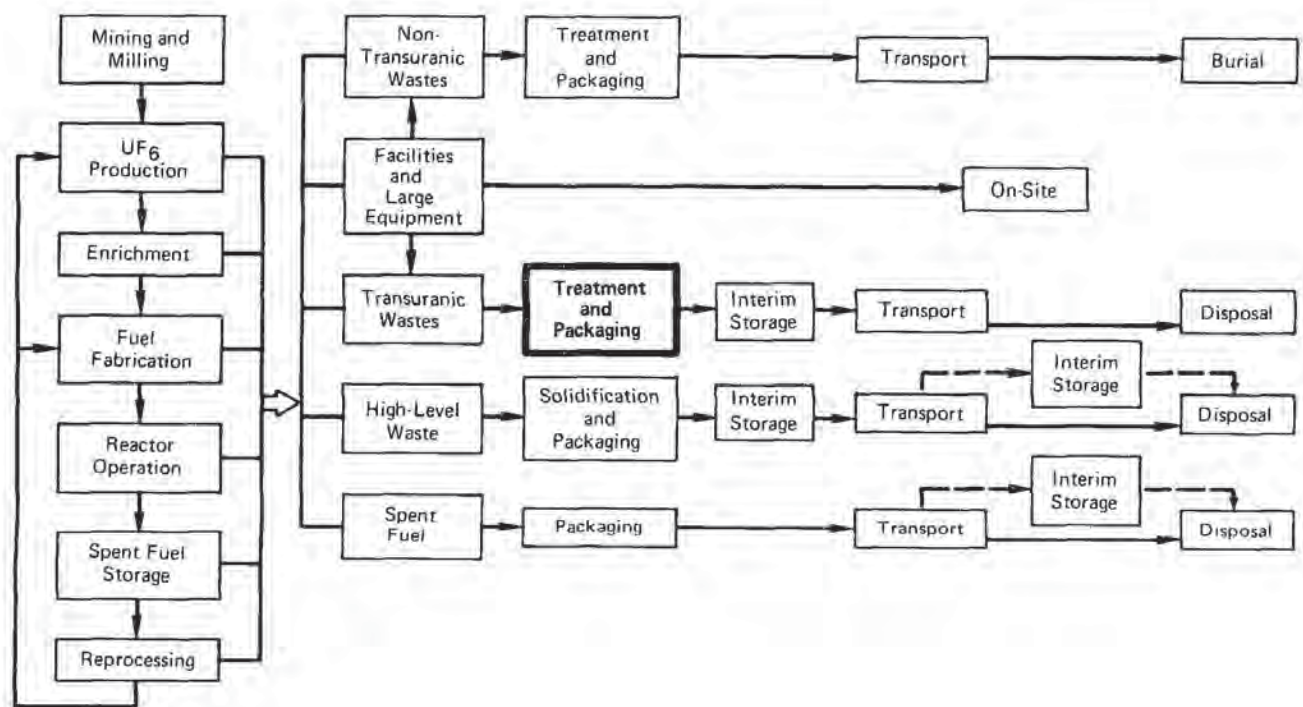 Mining and
Milling
UF6
Production
Enrichment
Fuel
Fabrication
Reactor
Operation
Spent Fuel
Storage
Reprocessing
Non-
Transuranic
Wastes
Treatment
and
Packaging
Transport
Burial
Facilities
and
Large
Equipment
On-Site
Transuranic
Wastes
Treatment
and
Packaging
Interim
Storage
Transport
Disposal
High-Level
Waste
Solidification
and
Packaging
Interim
Storage
Transport
Interim
Storage
Disposal
Spent
Fuel
Packaging
Transport
Interim
Storage
Disposal